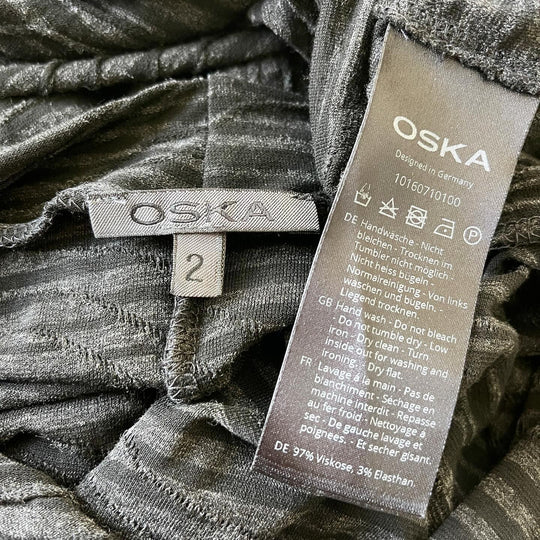 OSKA
2
OSKA
Designed in Germany
10160710100
DE Handwäsche - Nicht
bleichen - Trocknen im
Tumbler nicht möglich -
Nicht heiss bügeln -
Normalreinigung - Von links
waschen und bügeln. -
Liegend trocknen.
GB Hand wash - Do not bleach
- Do not tumble dry - Low
iron - Dry clean - Turn
inside out for washing and
ironing. - Dry flat.
FR Lavage à la main - Pas de
blanchiment - Séchage en
machine interdit - Repasse
au fer froid - Nettoyage à
sec - De gauche lavage et
poignées. - Sécher gisant
DE 97% Viskose, 3% Elasthan.